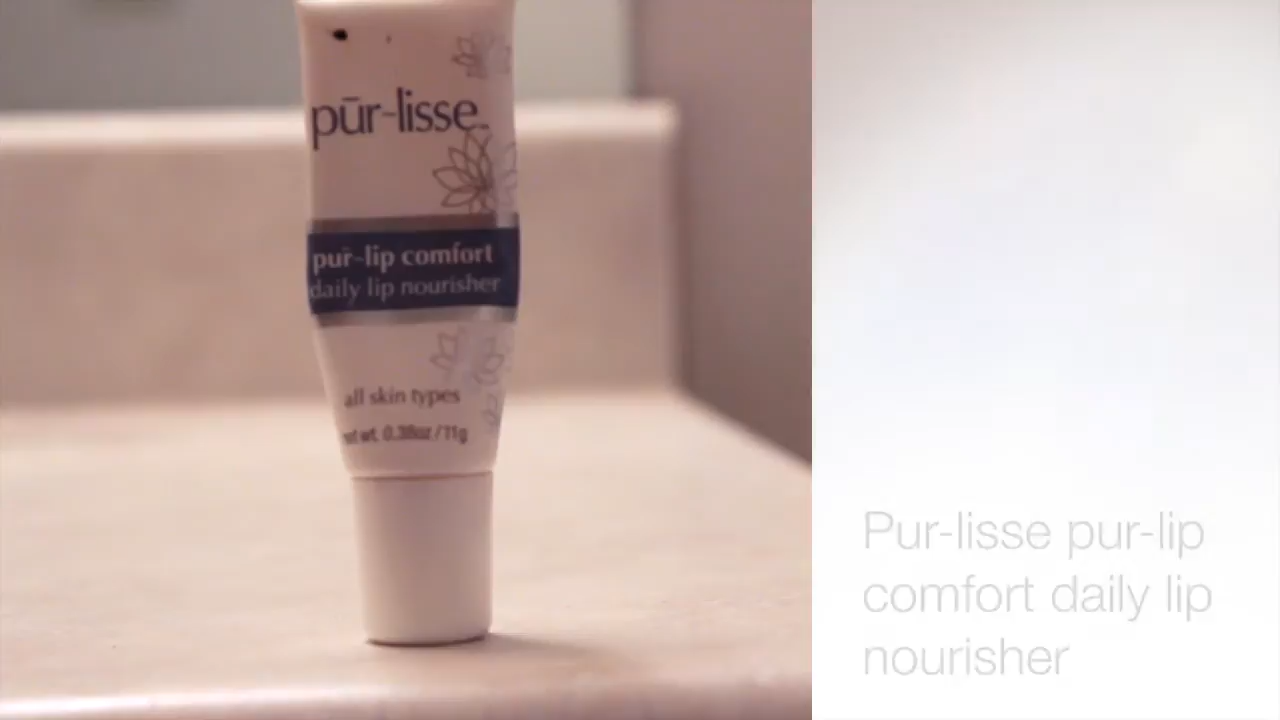 pūr-lisse
pur-lip comfort
daily lip nourisher
all skin types
net wt. 0.38oz/11g
Pur-lisse pur-lip
comfort daily lip
nourisher